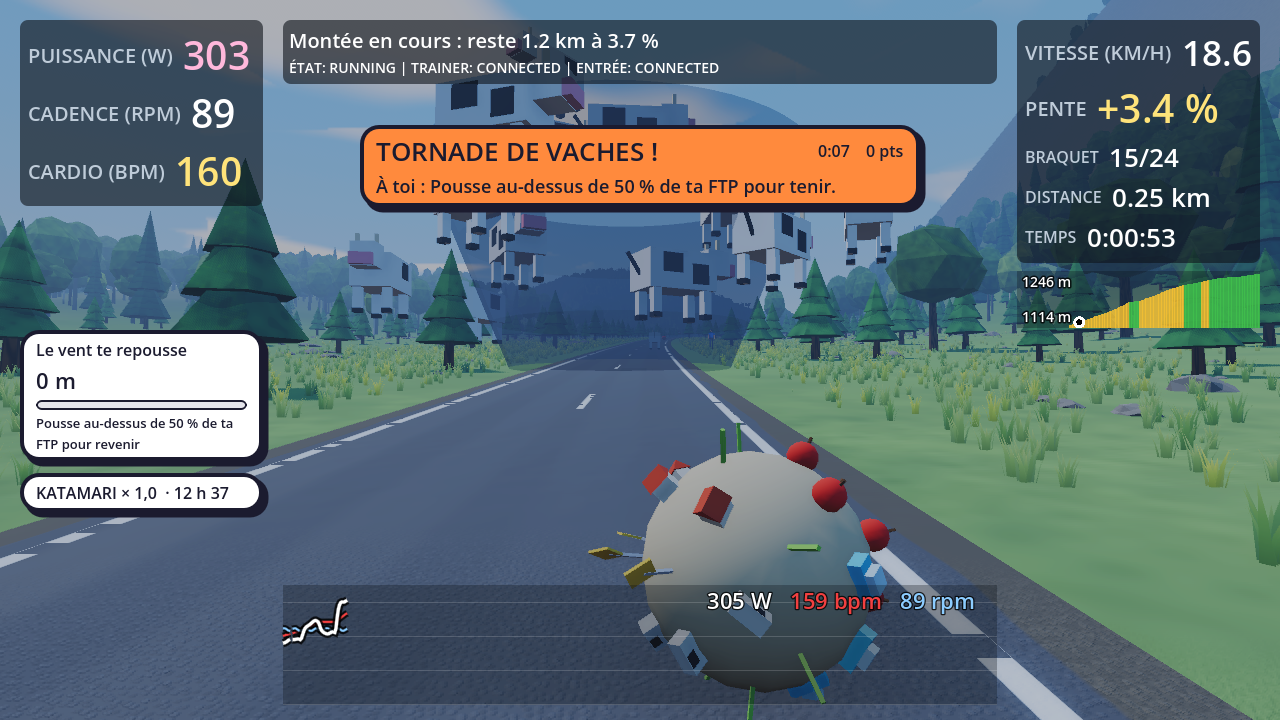 PUISSANCE (W) 303
CADENCE (RPM) 89
CARDIO (BPM) 160
Montée en cours : reste 1.2 km à 3.7 %
ÉTAT: RUNNING | TRAINER: CONNECTED | ENTRÉE: CONNECTED
TORNADE DE VACHES ! 0:07 0 pts
À toi : Pousse au-dessus de 50 % de ta FTP pour tenir.
VITESSE (KM/H) 18.6
PENTE +3.4 %
BRAQUET 15/24
DISTANCE 0.25 km
TEMPS 0:00:53
1246 m
1114 m
Le vent te repousse
0 m
Pousse au-dessus de 50 % de ta
FTP pour revenir
KATAMARI × 1,0 · 12 h 37
305 W 159 bpm 89 rpm